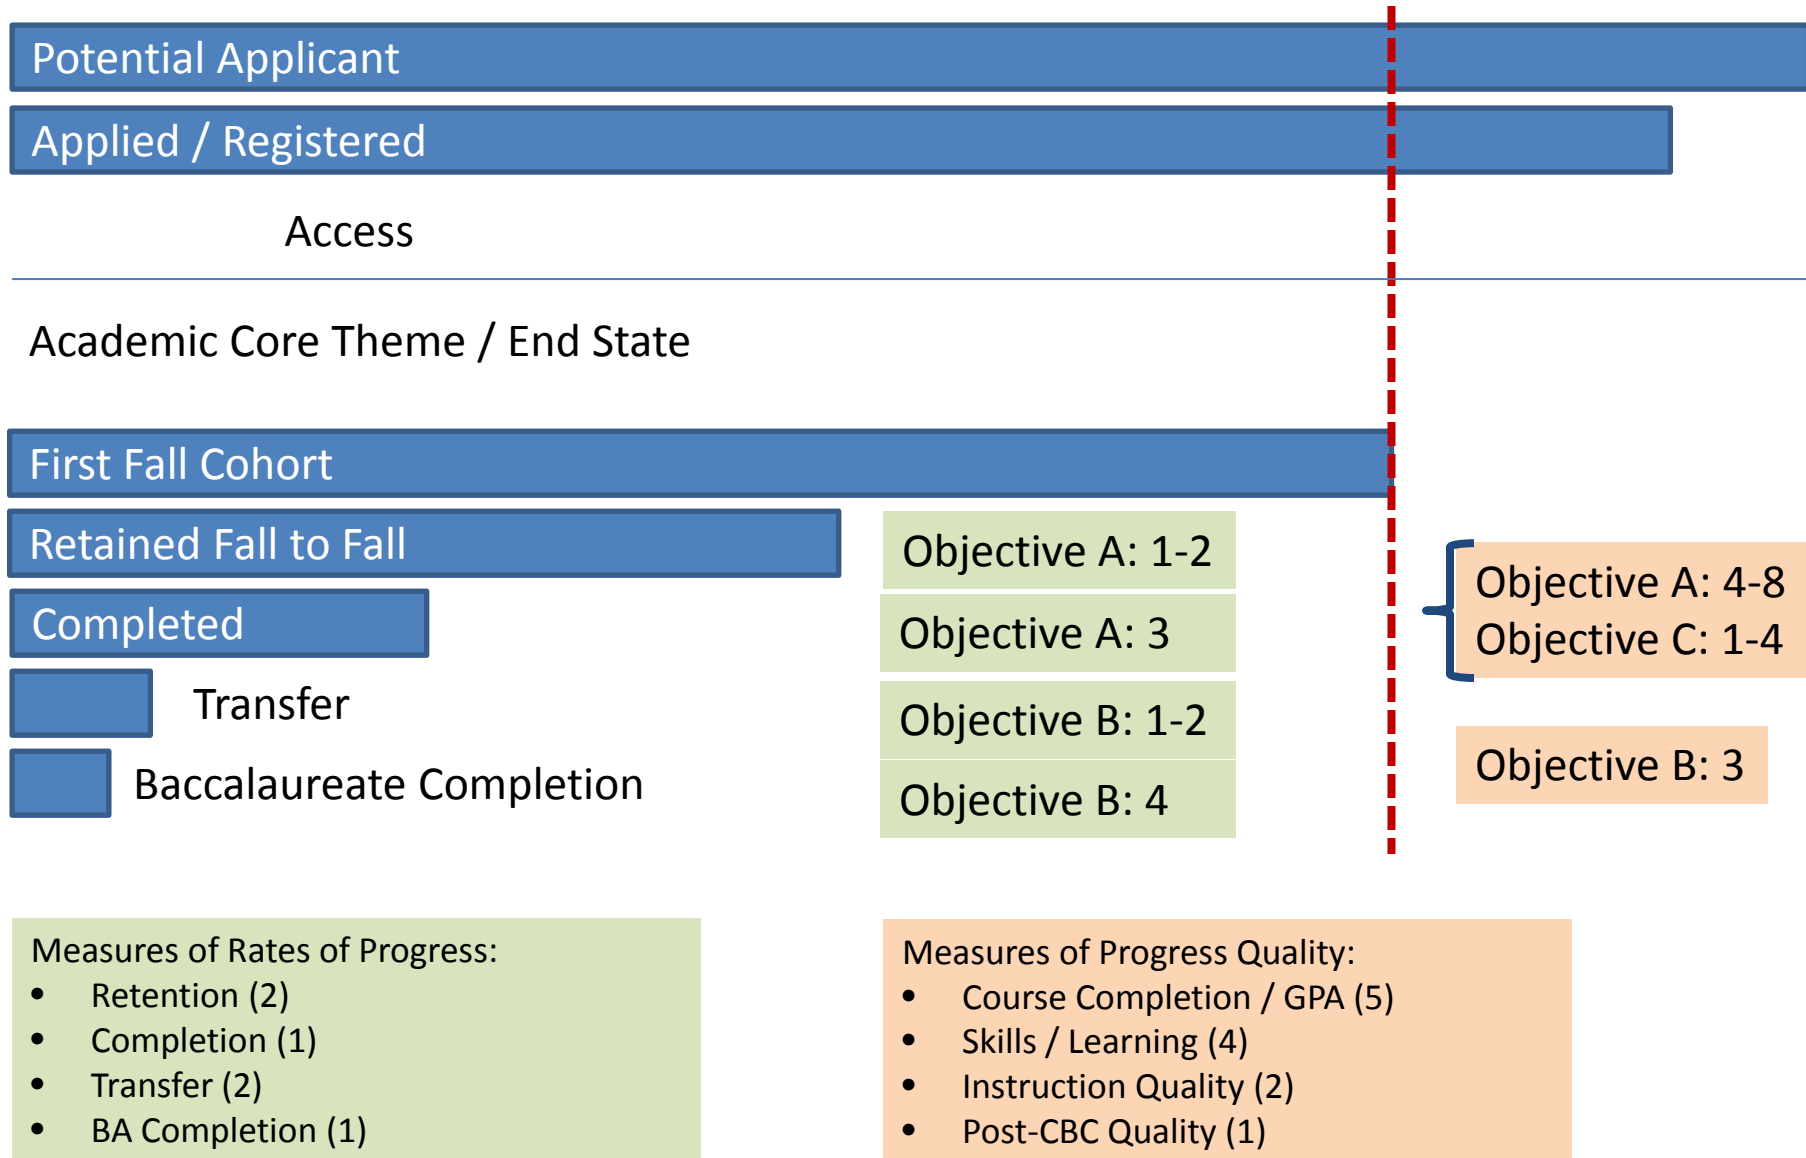 Potential Applicant
Applied / Registered
Access
Academic Core Theme / End State
First Fall Cohort
Retained Fall to Fall
Objective A: 1-2
Completed
Objective A: 3
Transfer
Objective B: 1-2
Baccalaureate Completion
Objective B: 4
Objective A: 4-8
Objective C: 1-4
Objective B: 3
Measures of Rates of Progress:
• Retention (2)
• Completion (1)
• Transfer (2)
• BA Completion (1)
Measures of Progress Quality:
• Course Completion / GPA (5)
• Skills / Learning (4)
• Instruction Quality (2)
• Post-CBC Quality (1)